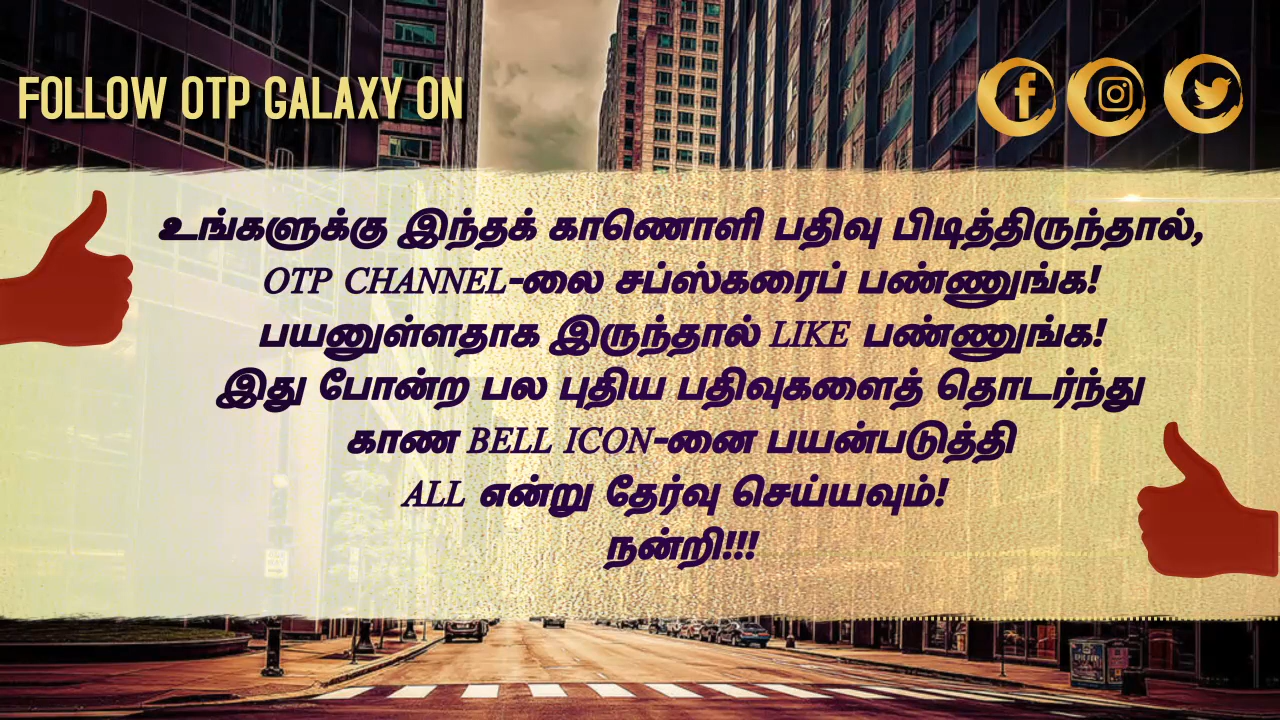 FOLLOW OTP GALAXY ON
உங்களுக்கு இந்தக் காணொளி பதிவு பிடித்திருந்தால்,
OTP CHANNEL-லை சப்ஸ்கரைப் பண்ணுங்க!
பயனுள்ளதாக இருந்தால் LIKE பண்ணுங்க!
இது போன்ற பல புதிய பதிவுகளைத் தொடர்ந்து
காண BELL ICON-னை பயன்படுத்தி
ALL என்று தேர்வு செய்யவும்!
நன்றி!!!